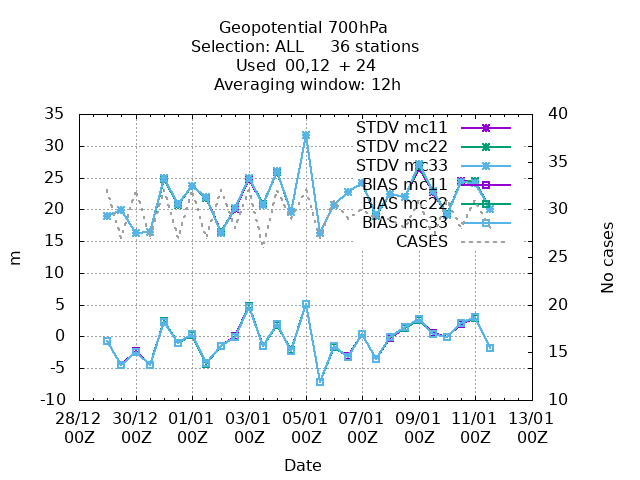 Geopotential 700hPa
Selection: ALL 36 stations
Used 00,12 + 24
Averaging window: 12h
35
30
25
20
15
10
5
0
-5
-10
40
35
30
25
20
15
10
m
No cases
STDV mc11
STDV mc22
STDV mc33
BIAS mc11
BIAS mc22
BIAS mc33
CASES
28/12 30/12 01/01 03/01 05/01 07/01 09/01 11/01 13/01
00Z 00Z 00Z 00Z 00Z 00Z 00Z 00Z 00Z
Date